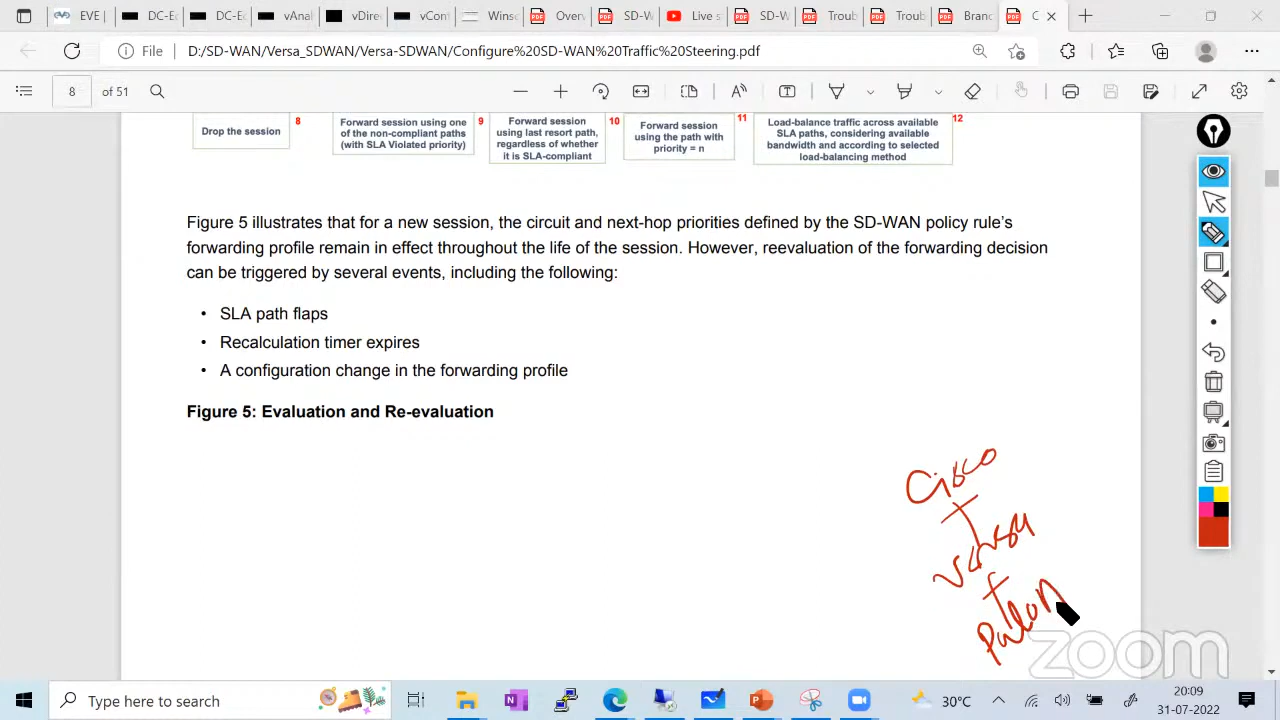 EVE
DC-E
DC-E
vAnal
vDire
vCont
Winsc
Over
SD-W
Live s
SD-W
Troub
Troub
Branc
C
File
D:/SD-WAN/Versa_SDWAN/Versa-SDWAN/Configure%20SD-WAN%20Traffic%20Steering.pdf
8 of 51
Drop the session
8
Forward session using one
of the non-compliant paths
(with SLA Violated priority)
9
Forward session
using last resort path,
regardless of whether
it is SLA-compliant
10
Forward session
using the path with
priority = n
11
Load-balance traffic across available
SLA paths, considering available
bandwidth and according to selected
load-balancing method
12
Figure 5 illustrates that for a new session, the circuit and next-hop priorities defined by the SD-WAN policy rule’s
forwarding profile remain in effect throughout the life of the session. However, reevaluation of the forwarding decision
can be triggered by several events, including the following:
• SLA path flaps
• Recalculation timer expires
• A configuration change in the forwarding profile
Figure 5: Evaluation and Re-evaluation
Cisco
+
Versa
+
zoom
Type here to search
30°C
20:09
31-07-2022